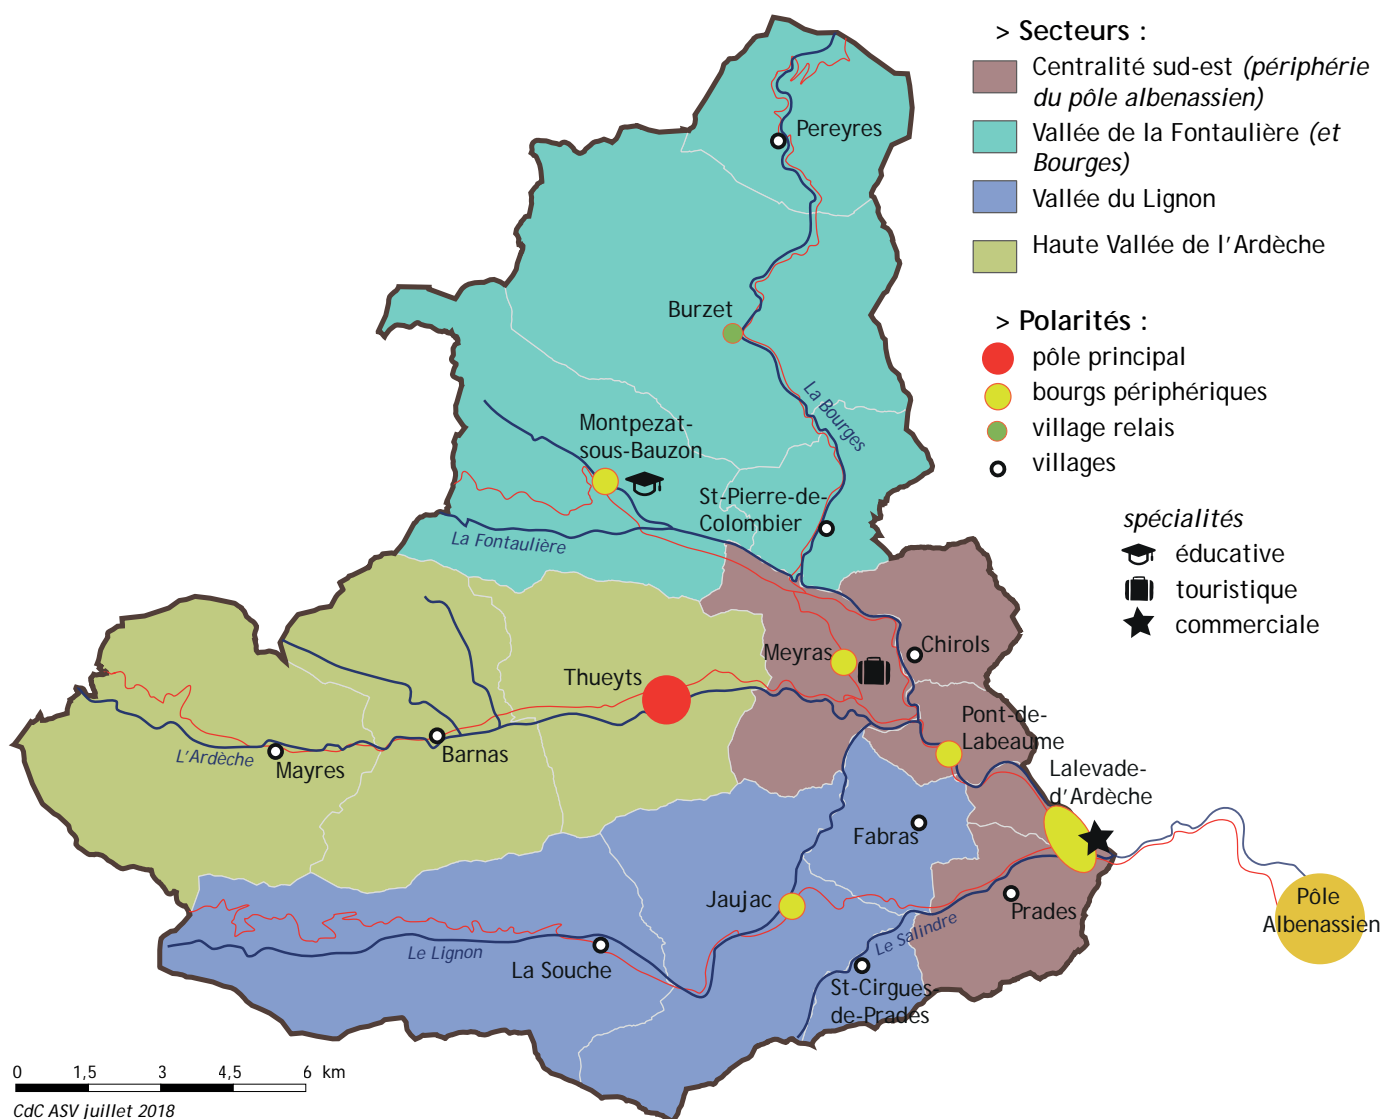 > Secteurs :
Centralité sud-est (périphérie
du pôle albenassien)
Vallée de la Fontaulière (et
Bourges)
Vallée du Lignon
Haute Vallée de l'Ardèche
> Polarités :
pôle principal
bourgs périphériques
village relais
villages
spécialités
éducative
touristique
commerciale
Pereyres
Burzet
La Bourges
Montpezat-
sous-Bauzon
St-Pierre-de-
Colombier
La Fontaulière
Meyras
Chirols
Thueyts
Pont-de-
Labeaume
Barnas
L'Ardèche
Mayres
Lalevade-
d'Ardèche
Fabras
Jaujac
Prades
Le Salindre
Pôle
Albenassien
Le Lignon
La Souche
St-Cirgues-
de-Prades
0 1,5 3 4,5 6 km
CdC ASV juillet 2018